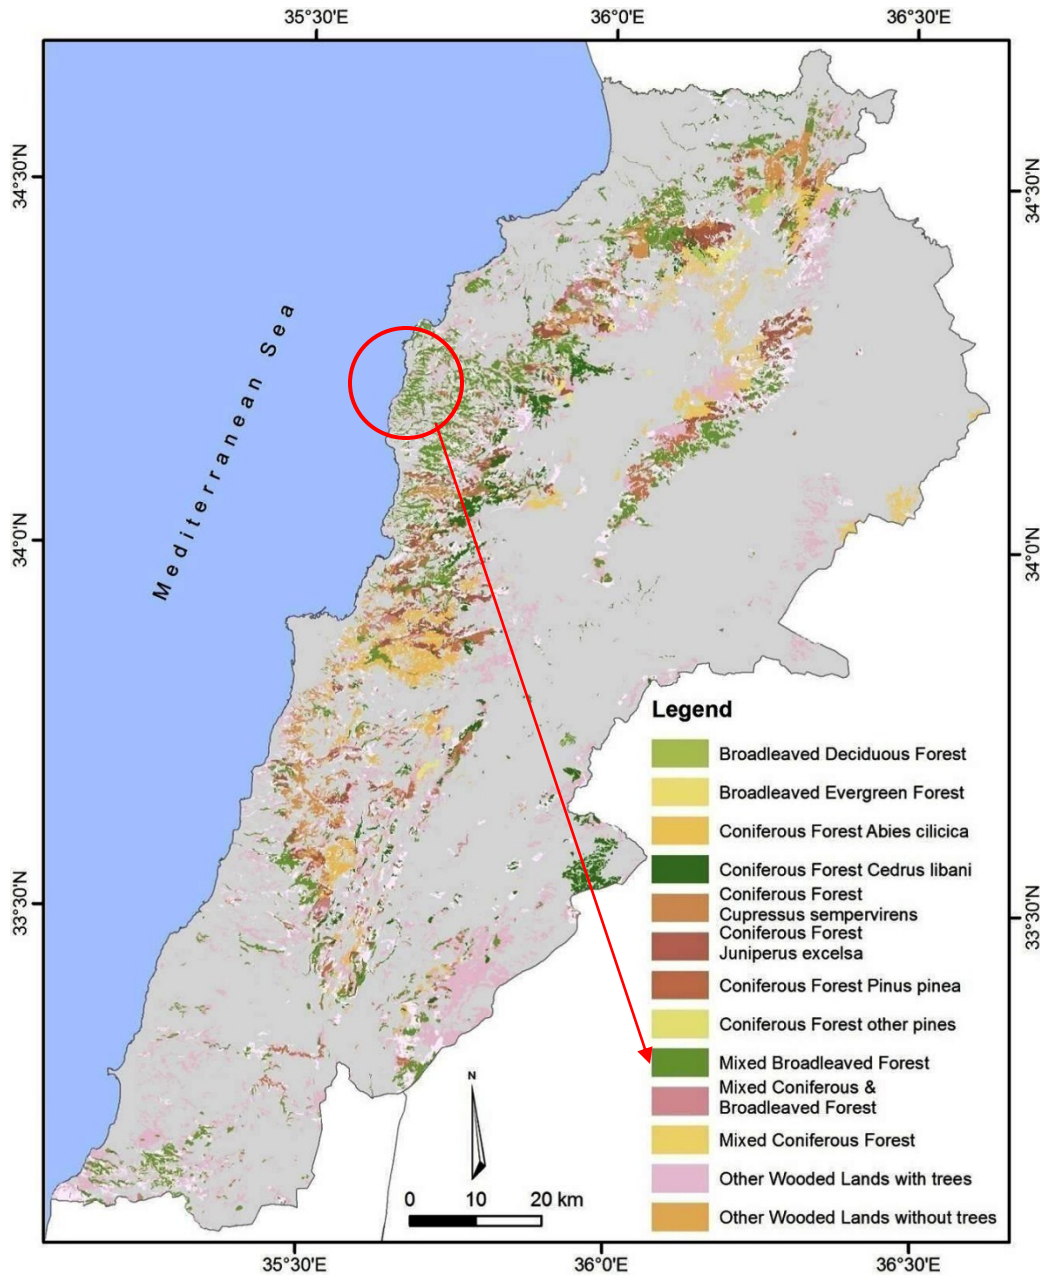 35°30'E 36°0'E 36°30'E
34°30'N
34°30'N
Mediterranean Sea
34°0'N
34°0'N
33°30'N
33°30'N
Legend
Broadleaved Deciduous Forest
Broadleaved Evergreen Forest
Coniferous Forest Abies cilicica
Coniferous Forest Cedrus libani
Coniferous Forest
Cupressus sempervirens
Coniferous Forest
Juniperus excelsa
Coniferous Forest Pinus pinea
Coniferous Forest other pines
Mixed Broadleaved Forest
Mixed Coniferous &
Broadleaved Forest
Mixed Coniferous Forest
Other Wooded Lands with trees
Other Wooded Lands without trees
N
0 10 20 km
35°30'E 36°0'E 36°30'E